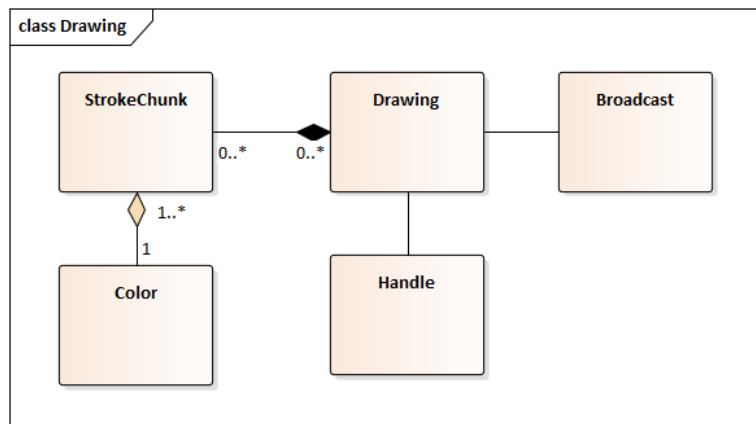 class Drawing
StrokeChunk
Drawing
Broadcast
0..*
0..*
1..*
1
Color
Handle